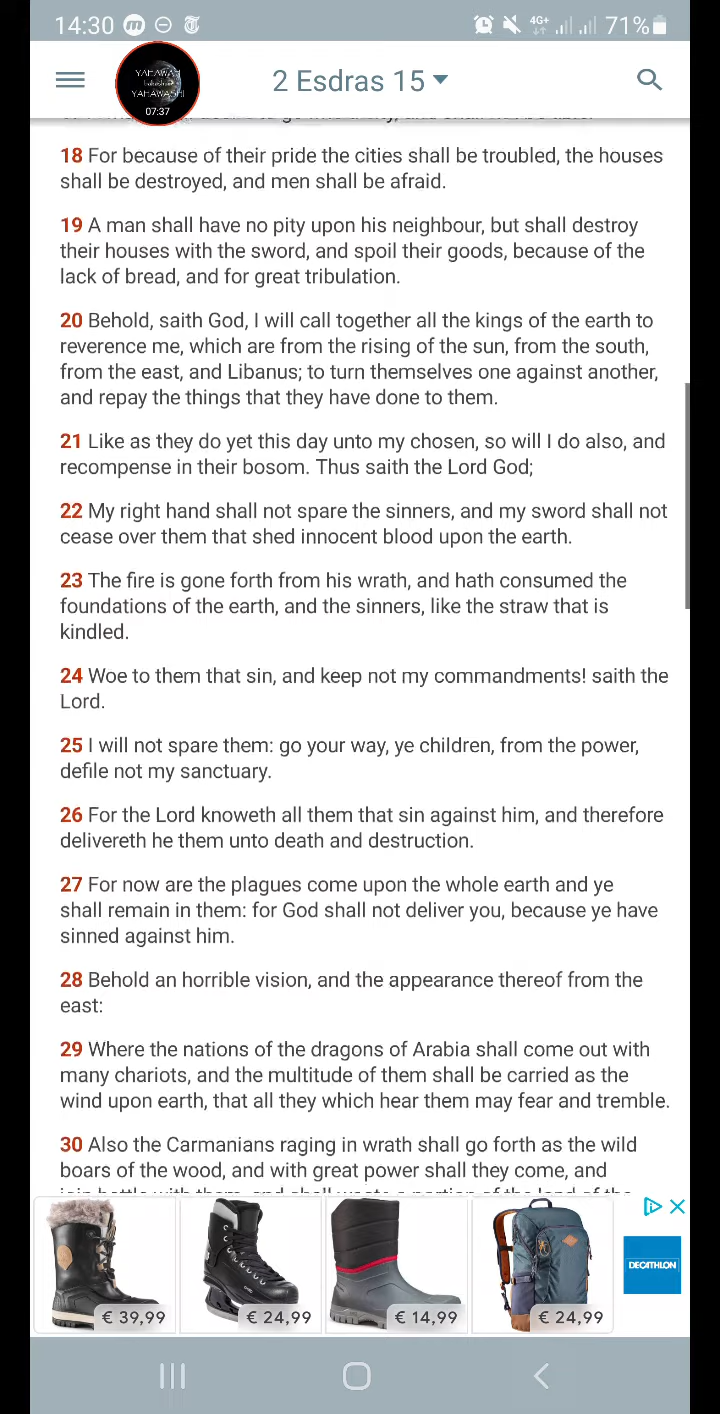 14:30
4G+
71%
YAHAWAH
YAHAWASHI
07:37
2 Esdras 15
18 For because of their pride the cities shall be troubled, the houses
shall be destroyed, and men shall be afraid.
19 A man shall have no pity upon his neighbour, but shall destroy
their houses with the sword, and spoil their goods, because of the
lack of bread, and for great tribulation.
20 Behold, saith God, I will call together all the kings of the earth to
reverence me, which are from the rising of the sun, from the south,
from the east, and Libanus; to turn themselves one against another,
and repay the things that they have done to them.
21 Like as they do yet this day unto my chosen, so will I do also, and
recompense in their bosom. Thus saith the Lord God;
22 My right hand shall not spare the sinners, and my sword shall not
cease over them that shed innocent blood upon the earth.
23 The fire is gone forth from his wrath, and hath consumed the
foundations of the earth, and the sinners, like the straw that is
kindled.
24 Woe to them that sin, and keep not my commandments! saith the
Lord.
25 I will not spare them: go your way, ye children, from the power,
defile not my sanctuary.
26 For the Lord knoweth all them that sin against him, and therefore
delivereth he them unto death and destruction.
27 For now are the plagues come upon the whole earth and ye
shall remain in them: for God shall not deliver you, because ye have
sinned against him.
28 Behold an horrible vision, and the appearance thereof from the
east:
29 Where the nations of the dragons of Arabia shall come out with
many chariots, and the multitude of them shall be carried as the
wind upon earth, that all they which hear them may fear and tremble.
30 Also the Carmanians raging in wrath shall go forth as the wild
boars of the wood, and with great power shall they come, and
€ 39,99
€ 24,99
€ 14,99
€ 24,99
DECATHLON